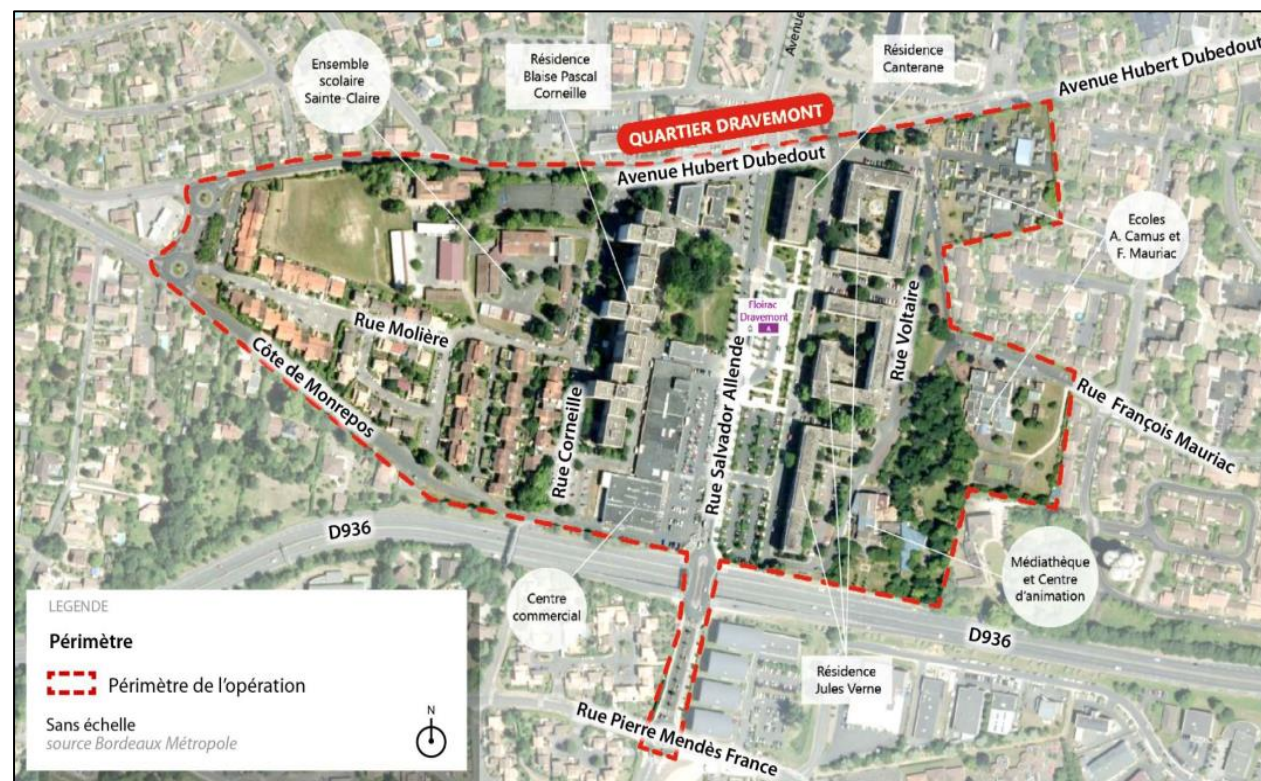 Ensemble
scolaire
Sainte-Claire
Résidence
Blaise Pascal
Corneille
Avenue
Résidence
Canterane
Avenue Hubert Dubedout
QUARTIER DRAVEMONT
Avenue Hubert Dubedout
Ecoles
A. Camus et
F. Mauriac
Floirac
Dravemont
A
Rue Molière
Rue Voltaire
Côte de Monrepos
Rue Corneille
Rue Salvador Allende
Rue François Mauriac
D936
Centre
commercial
Médiathèque
et Centre
d'animation
D936
Résidence
Jules Verne
Rue Pierre Mendès France
LEGENDE
Périmètre
Périmètre de l'opération
Sans échelle
source Bordeaux Métropole
N